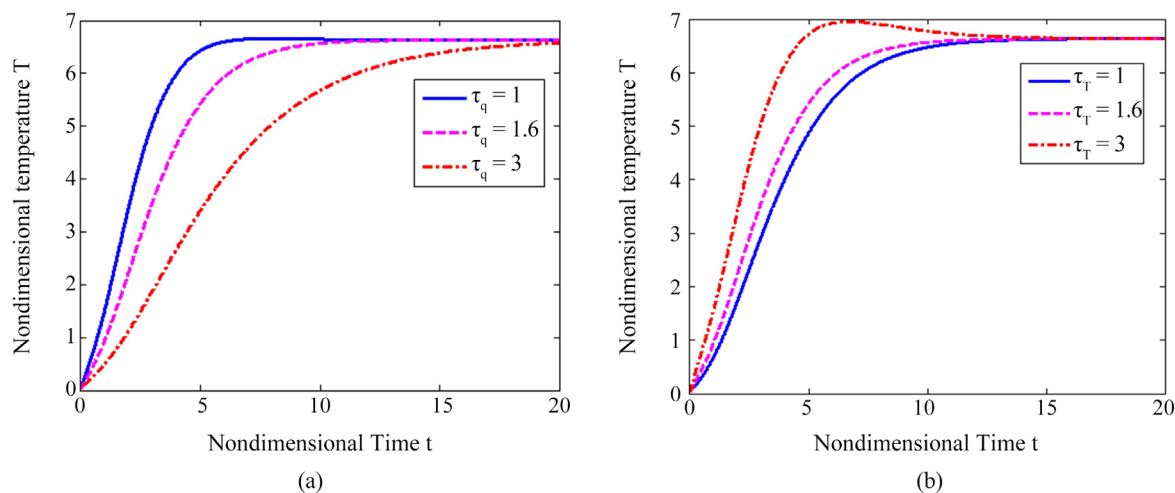 7
6
5
4
3
2
1
0
0 5 10 15 20
Nondimensional temperature T
Nondimensional Time t
τq = 1
τq = 1.6
τq = 3
(a)
7
6
5
4
3
2
1
0
0 5 10 15 20
Nondimensional temperature T
Nondimensional Time t
τT = 1
τT = 1.6
τT = 3
(b)